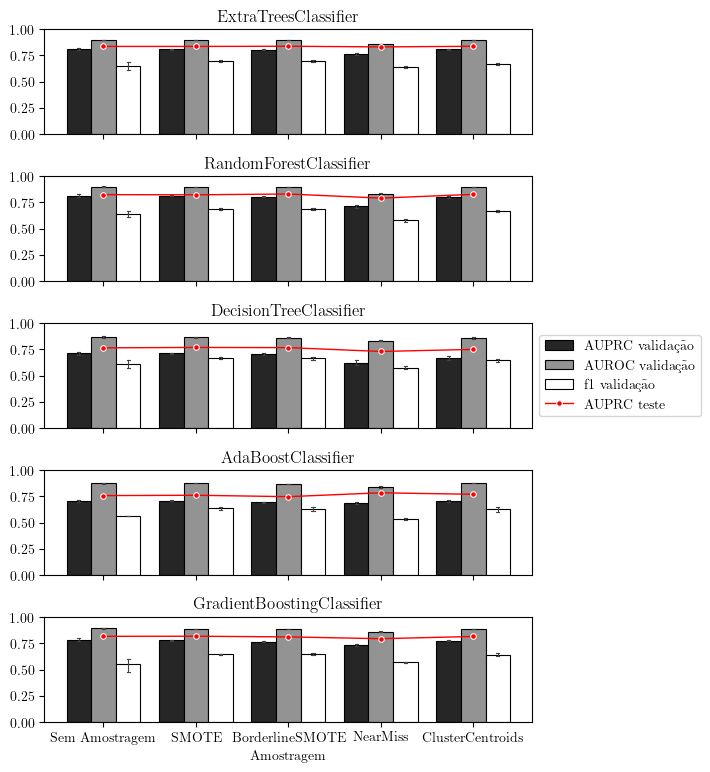 ExtraTreesClassifier
1.00
0.75
0.50
0.25
0.00
RandomForestClassifier
1.00
0.75
0.50
0.25
0.00
DecisionTreeClassifier
1.00
0.75
0.50
0.25
0.00
AUPRC validação
AUROC validação
f1 validação
AUPRC teste
AdaBoostClassifier
1.00
0.75
0.50
0.25
0.00
GradientBoostingClassifier
1.00
0.75
0.50
0.25
0.00
Sem Amostragem SMOTE BorderlineSMOTE NearMiss ClusterCentroids
Amostragem